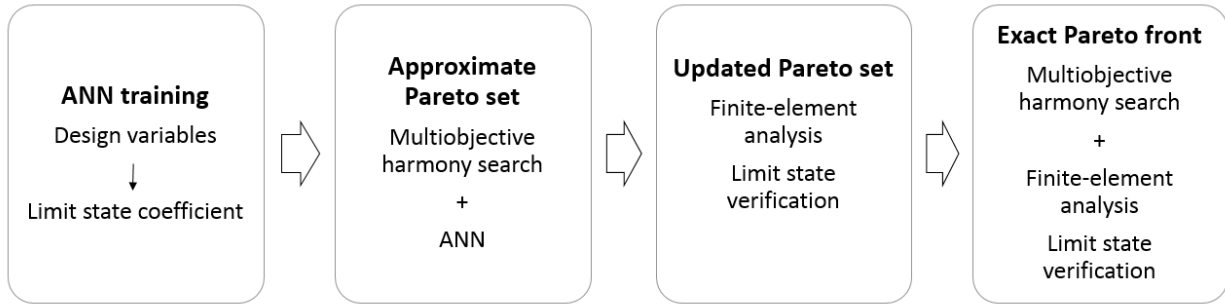 ANN training
Design variables
Limit state coefficient
Approximate
Pareto set
Multiobjective
harmony search
+
ANN
Updated Pareto set
Finite-element
analysis
Limit state
verification
Exact Pareto front
Multiobjective
harmony search
+
Finite-element
analysis
Limit state
verification